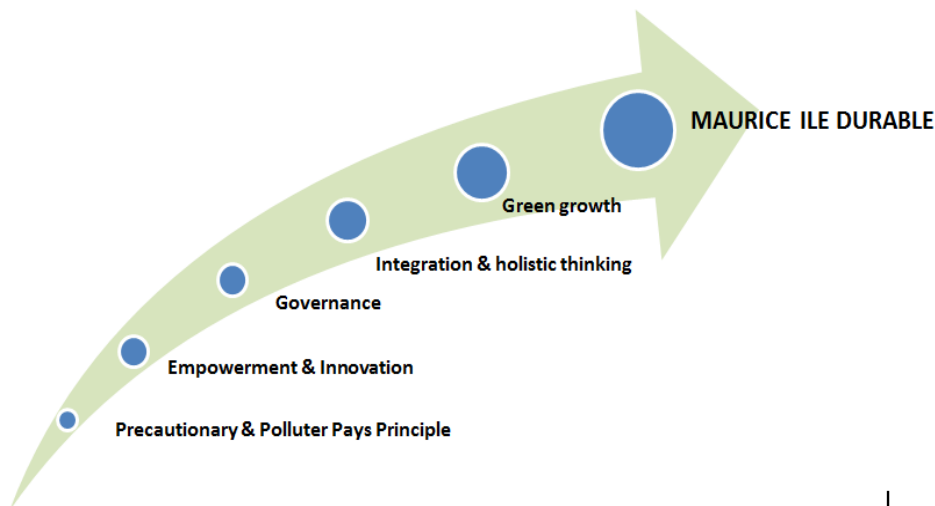 MAURICE ILE DURABLE
Green growth
Integration & holistic thinking
Governance
Empowerment & Innovation
Precautionary & Polluter Pays Principle